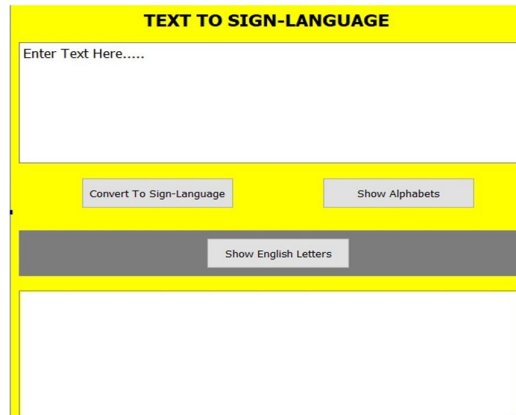 TEXT TO SIGN-LANGUAGE
Enter Text Here.....
Convert To Sign-Language
Show Alphabets
Show English Letters